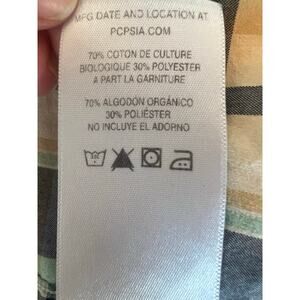 MFG DATE AND LOCATION AT
PCPSIA.COM
70% COTON DE CULTURE
BIOLOGIQUE 30% POLYESTER
A PART LA GARNITURE
70% ALGODÓN ORGÁNICO
30% POLIÉSTER
NO INCLUYE EL ADORNO